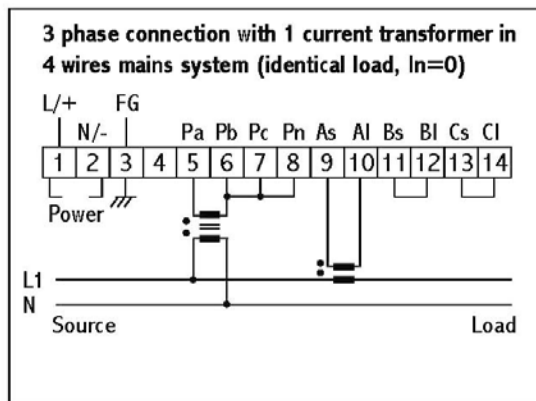 3 phase connection with 1 current transformer in
4 wires mains system (identical load, In=0)
L/+ FG
N/- Pa Pb Pc Pn As Al Bs Bl Cs Cl
1 2 3 4 5 6 7 8 9 10 11 12 13 14
Power
L1
N
Source Load